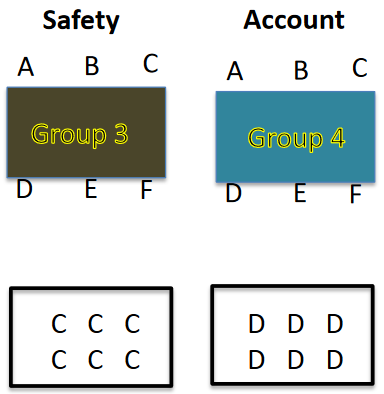 Safety Account
A B C A B C
Group 3 Group 4
D E F D E F
C C C D D D
C C C D D D